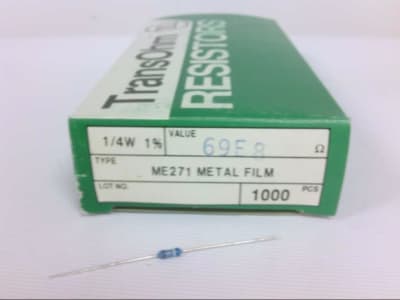 TransOhm
RESISTORS
1/4W 1% VALUE 69E8 Ω
TYPE ME271 METAL FILM
LOT NO. 1000 PCS